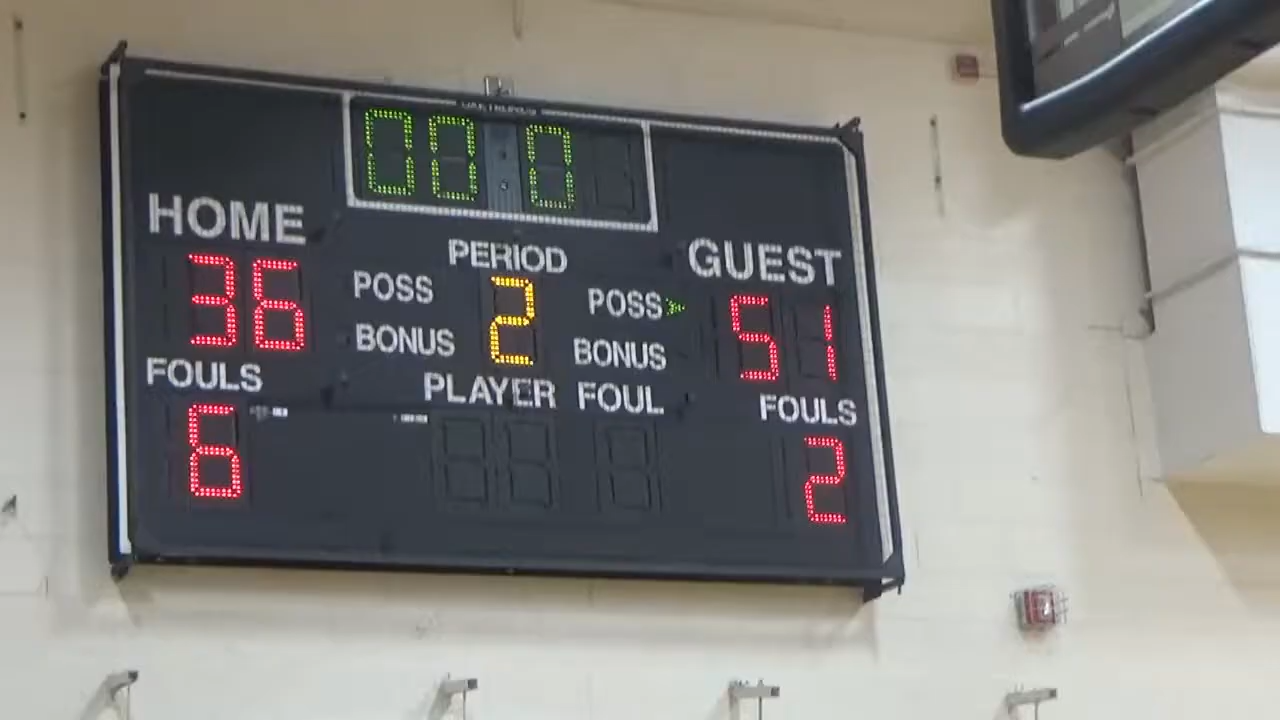 00 0
HOME
PERIOD
GUEST
36
POSS
2
POSS>
51
BONUS
BONUS
FOULS
PLAYER FOUL
FOULS
6
2